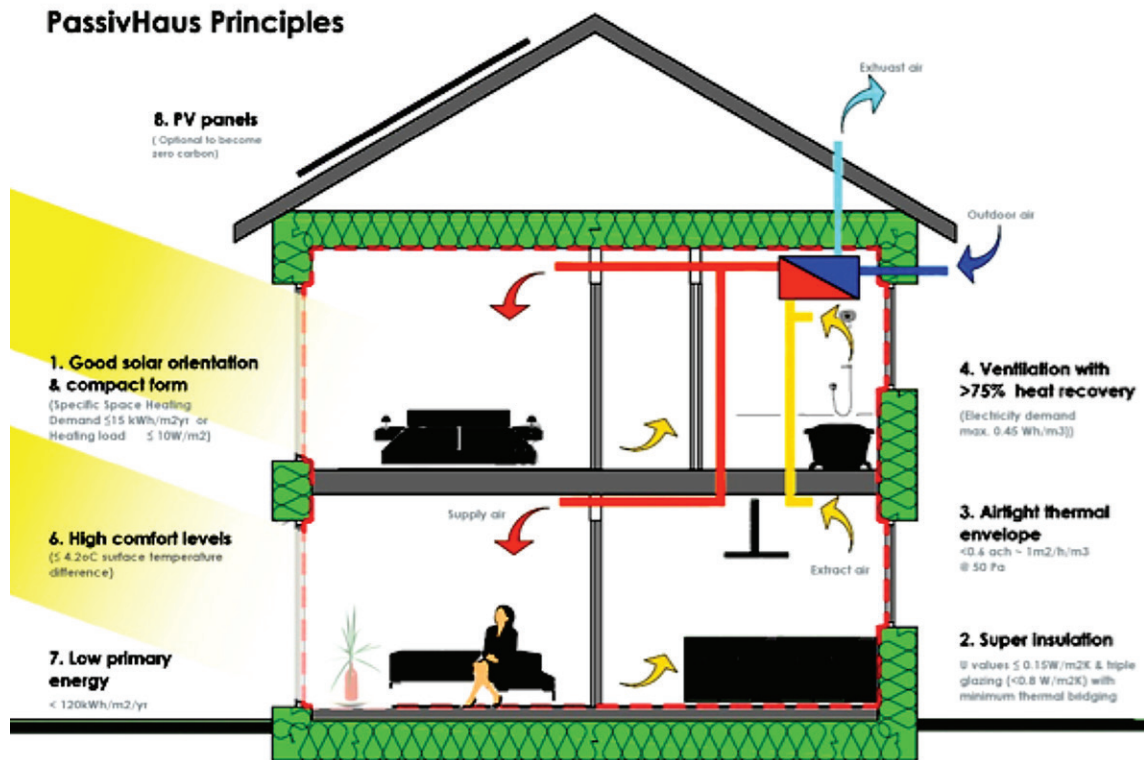 PassivHaus Principles
8. PV panels
( Optional to become
zero carbon)
Exhuast air
Outdoor air
1. Good solar orientation
& compact form
(Specific Space Heating
Demand ≤15 kWh/m2yr or
Heating load ≤ 10W/m2)
4. Ventilation with
>75% heat recovery
(Electricity demand
max. 0.45 Wh/m3))
Supply air
6. High comfort levels
(≤ 4.2oC surface temperature
difference)
3. Airtight thermal
envelope
<0.6 ach ~ 1m2/h/m3
@ 50 Pa
Extract air
7. Low primary
energy
< 120kWh/m2/yr
2. Super insulation
U values ≤ 0.15W/m2K & triple
glazing (<0.8 W/m2K) with
minimum thermal bridging